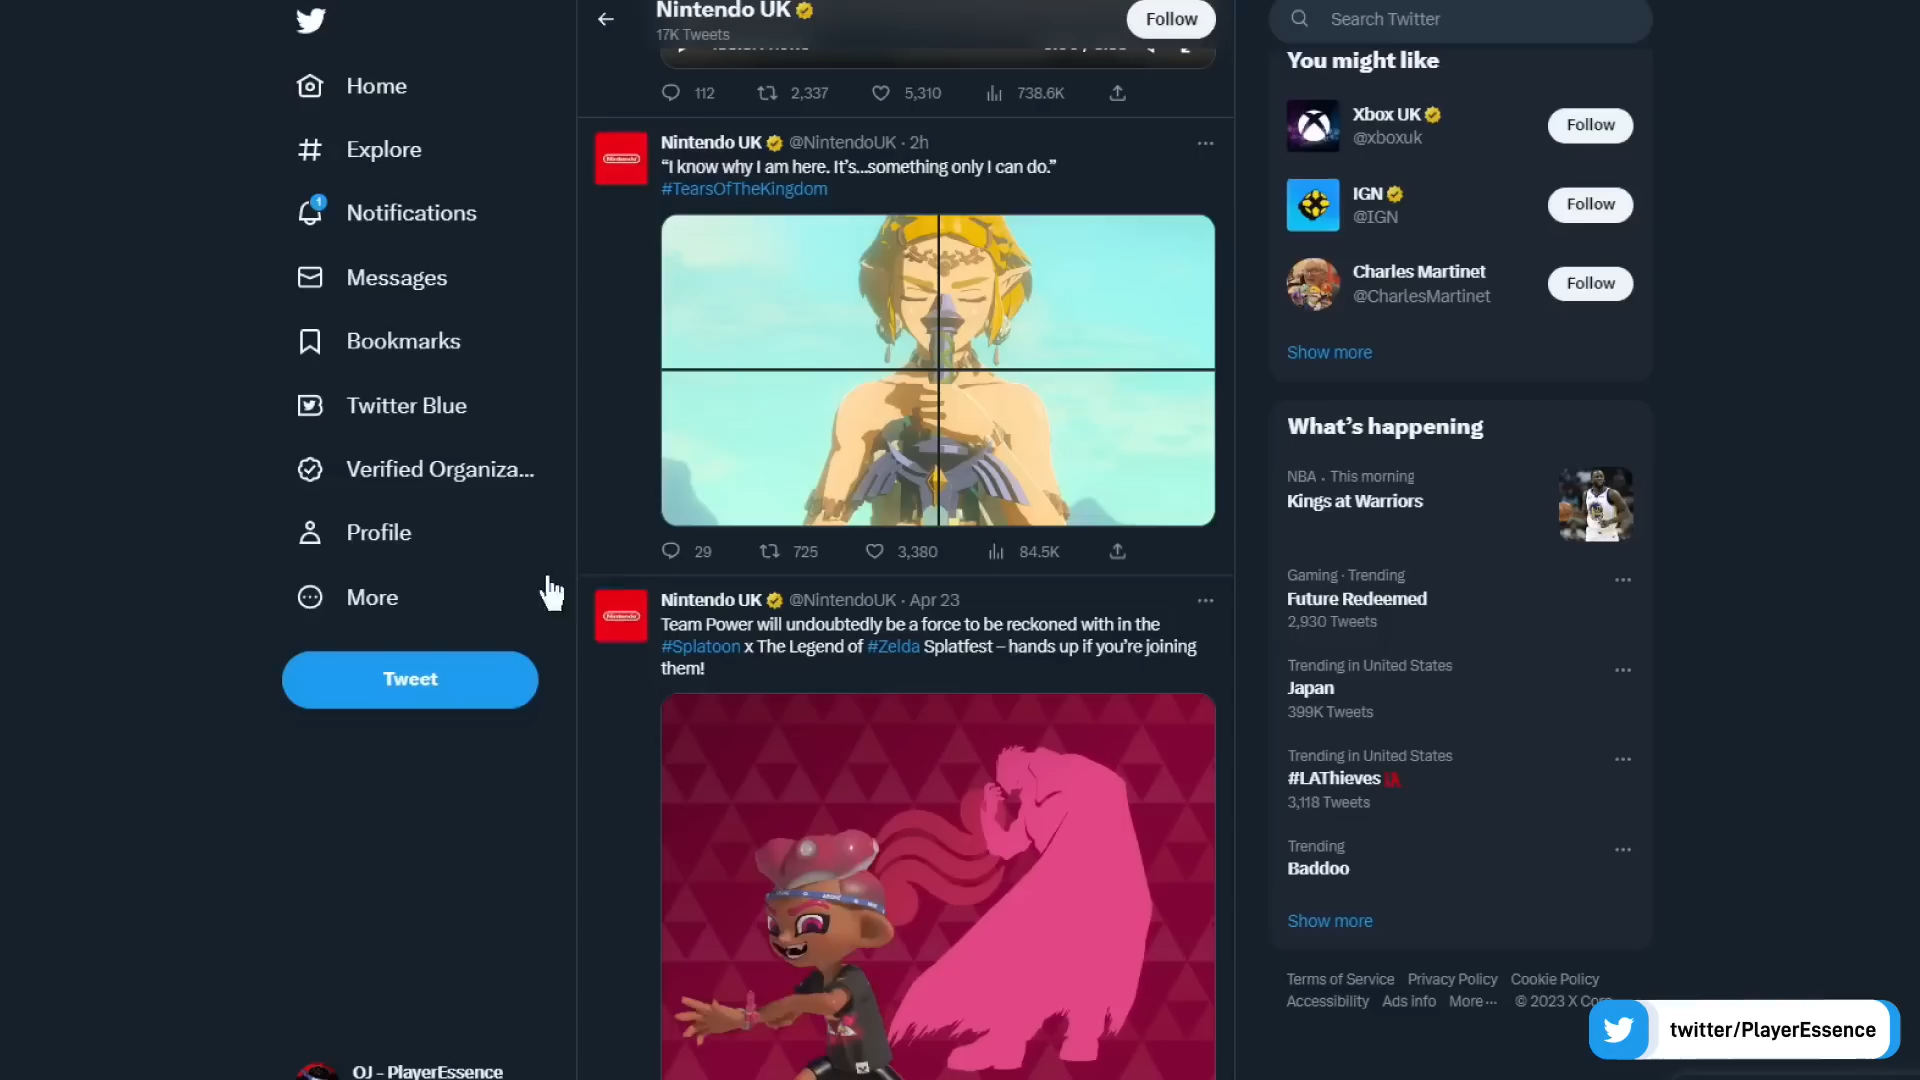 Home
Explore
1
Notifications
Messages
Bookmarks
Twitter Blue
Verified Organiza...
Profile
More
Tweet
OJ - PlayerEssence
Nintendo UK
17K Tweets
Follow
112 2,337 5,310 738.6K
Nintendo UK @NintendoUK · 2h
“I know why I am here. It’s...something only I can do.”
#TearsOfTheKingdom
29 725 3,380 84.5K
Nintendo UK @NintendoUK · Apr 23
Team Power will undoubtedly be a force to be reckoned with in the
#Splatoon x The Legend of #Zelda Splatfest – hands up if you’re joining
them!
Search Twitter
You might like
Xbox UK
@xboxuk
Follow
IGN
@IGN
Follow
Charles Martinet
@CharlesMartinet
Follow
Show more
What’s happening
NBA · This morning
Kings at Warriors
Gaming · Trending
Future Redeemed
2,930 Tweets
Trending in United States
Japan
399K Tweets
Trending in United States
#LAThieves
3,118 Tweets
Trending
Baddoo
Show more
Terms of Service Privacy Policy Cookie Policy
Accessibility Ads info More ··· © 2023 X Corp.
twitter/PlayerEssence